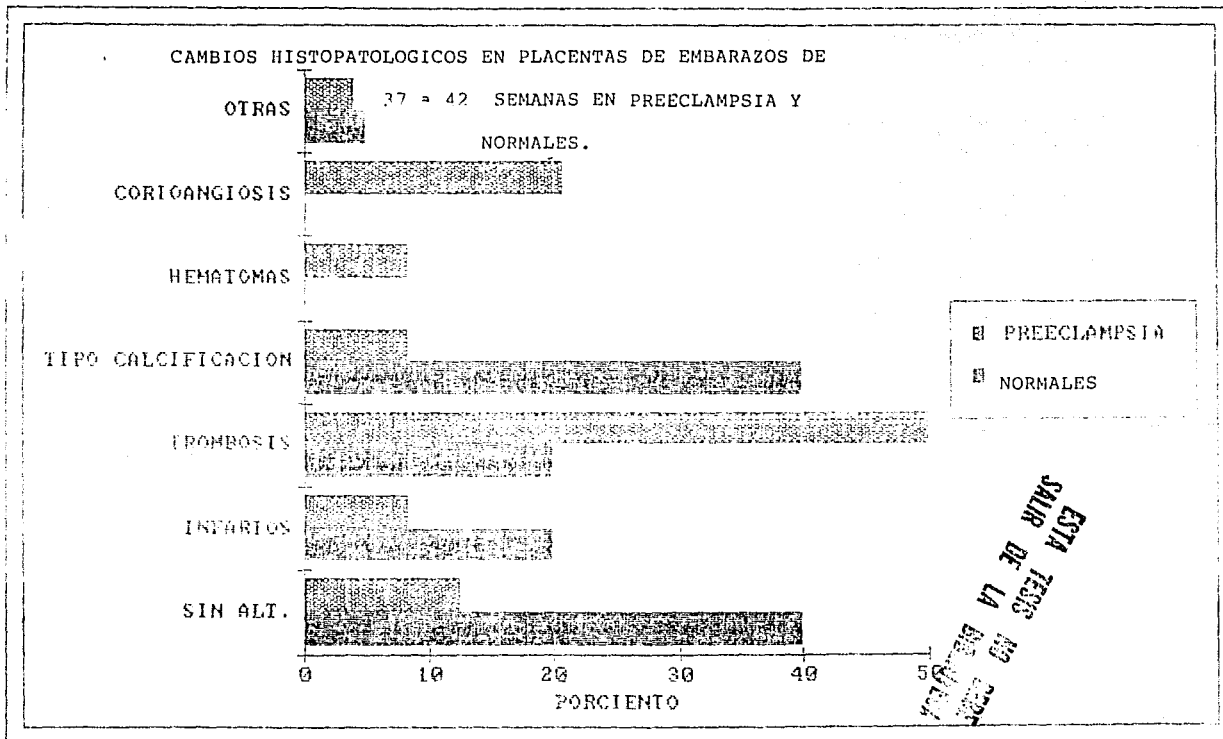 CAMBIOS HISTOPATOLOGICOS EN PLACENTAS DE EMBARAZOS DE
37 a 42 SEMANAS EN PREECLAMPSIA Y
NORMALES.
OTRAS
CORIOANGIOSIS
HEMATOMAS
TIPO CALCIFICACION
TROMBOSIS
INFARTOS
SIN ALT.
0 10 20 30 40 50
PORCIENTO
PREECLAMPSIA
NORMALES
ESTA TESIS NO DEBE
SALIR DE LA BIBLIOTECA